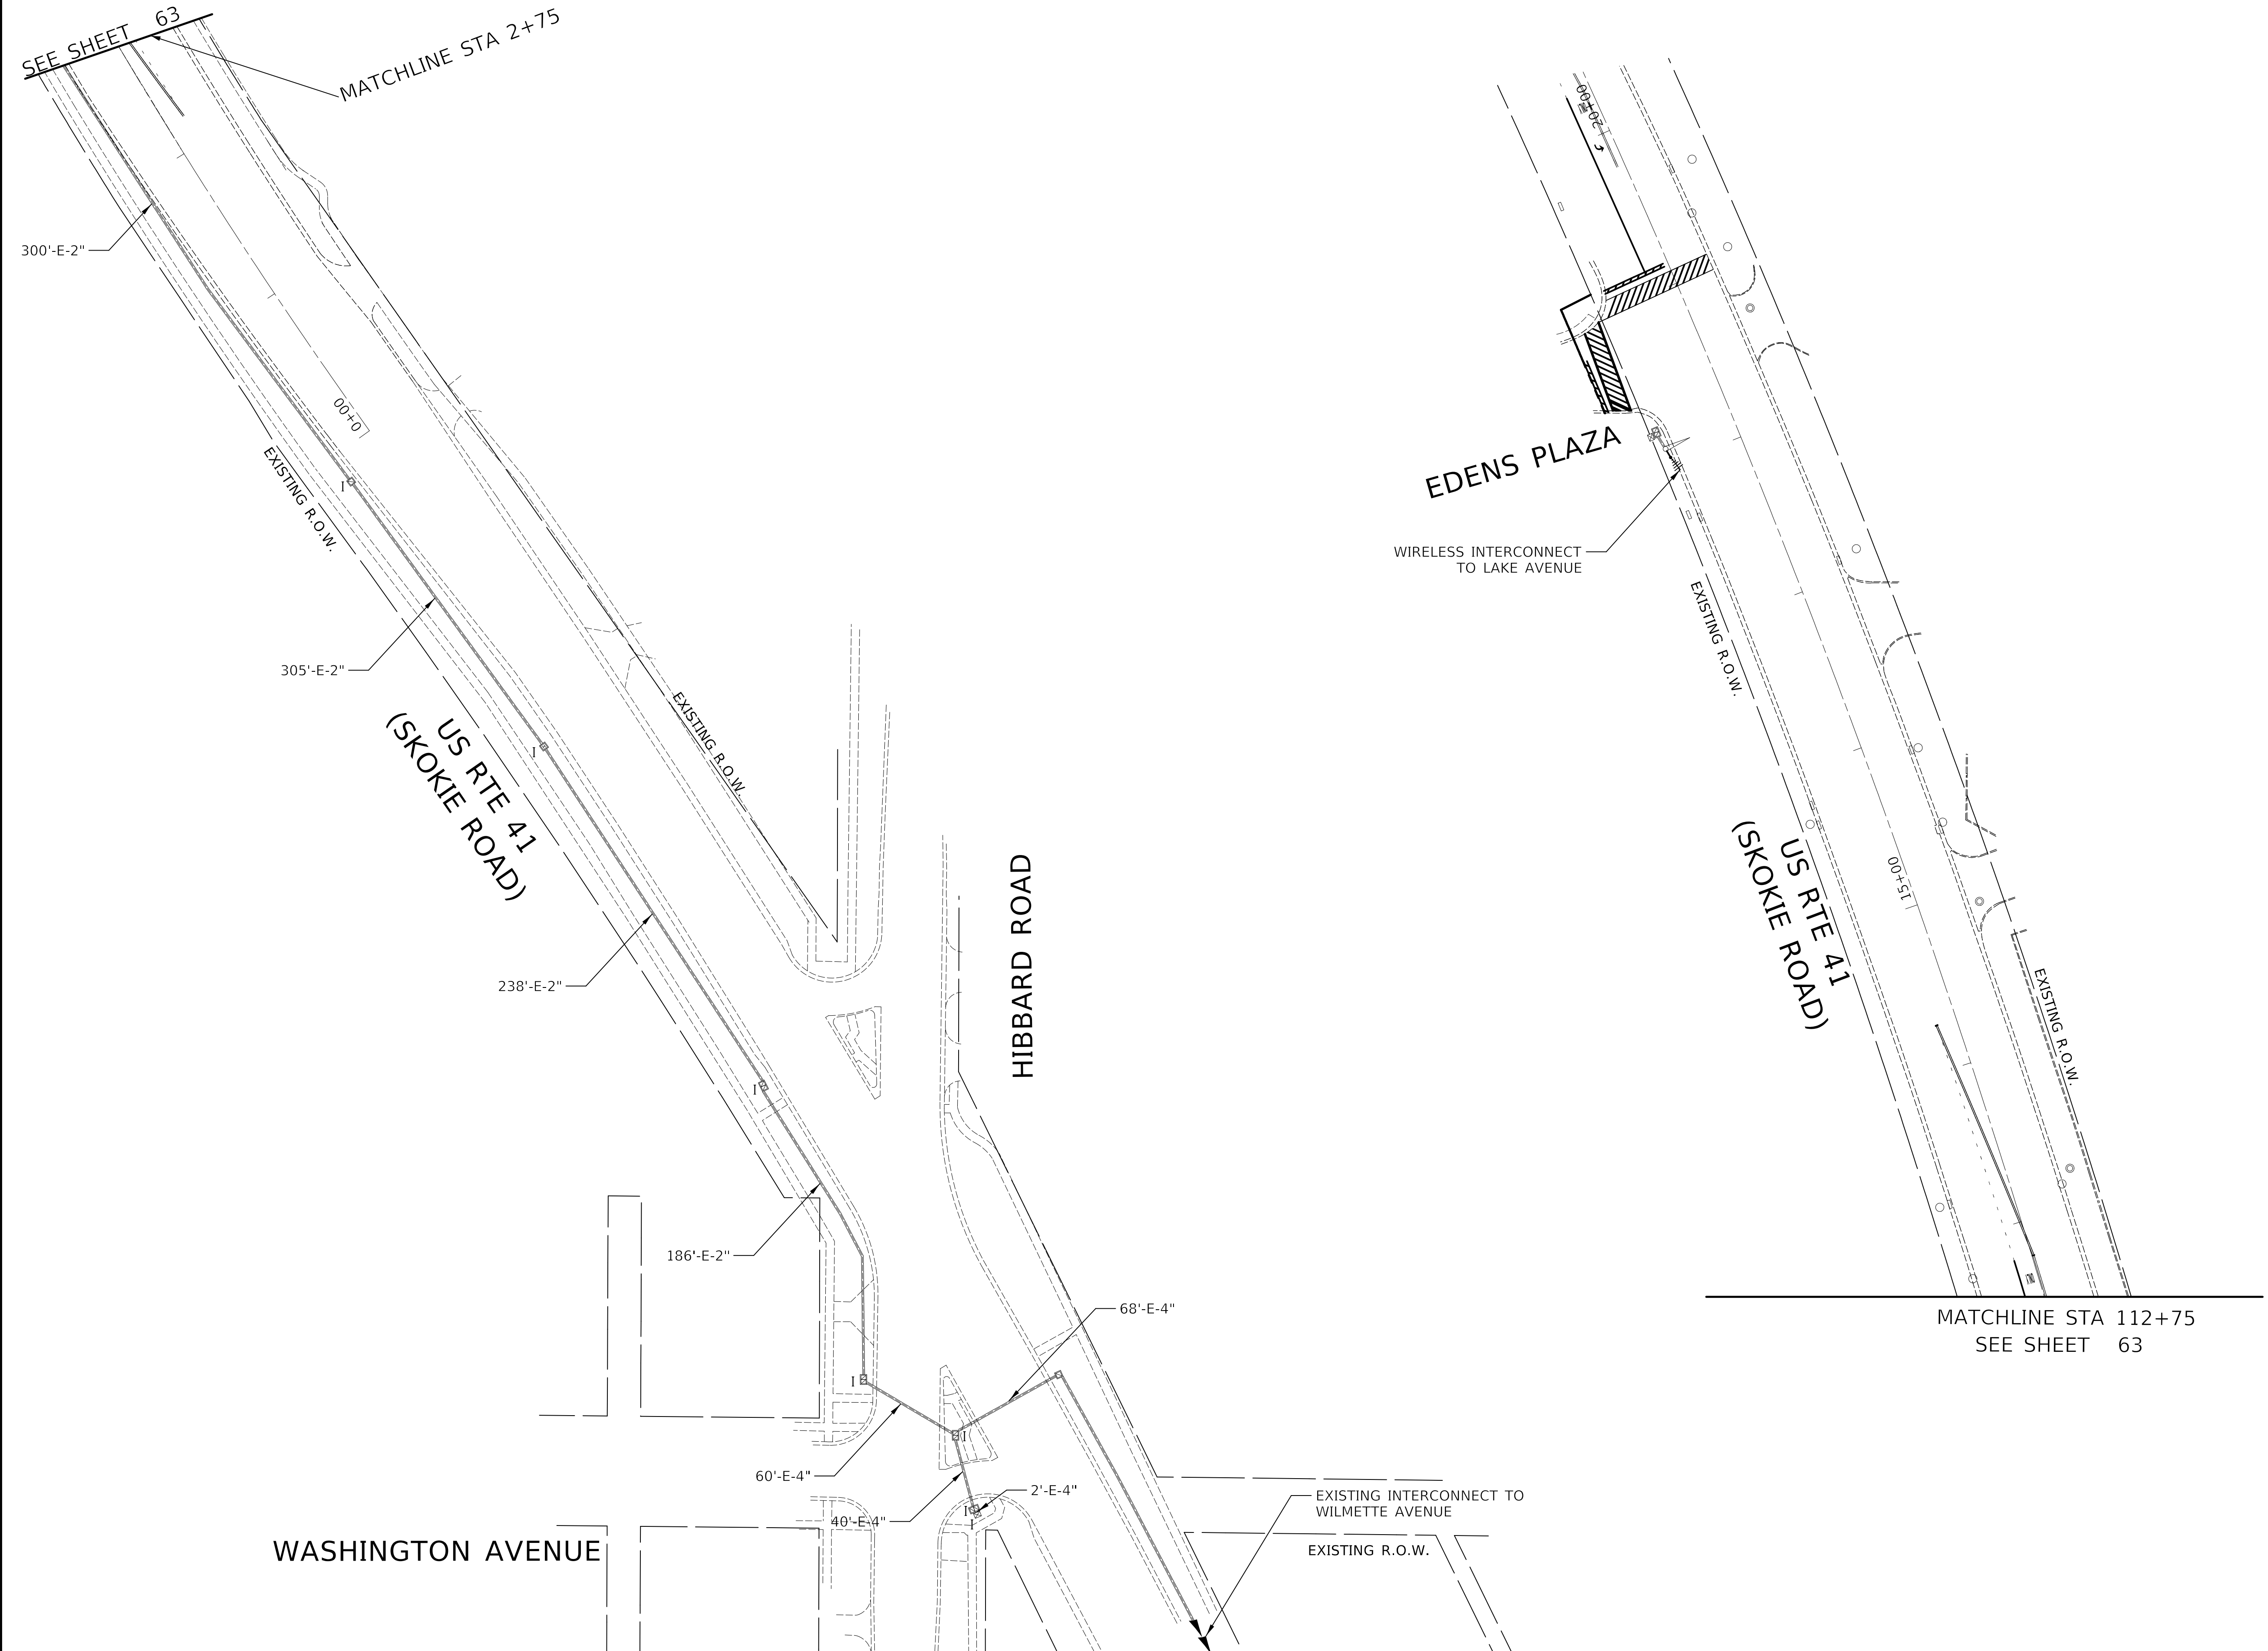 SEE SHEET 63
MATCHLINE STA 2+75
300'-E-2"
0+00
EXISTING R.O.W.
I
305'-E-2"
I
US RTE 41
(SKOKIE ROAD)
EXISTING R.O.W.
238'-E-2"
HIBBARD ROAD
I
186'-E-2"
68'-E-4"
I
I
60'-E-4"
2'-E-4"
40'-E-4"
I
I
EXISTING INTERCONNECT TO
WILMETTE AVENUE
EXISTING R.O.W.
WASHINGTON AVENUE
20+00
EDENS PLAZA
WIRELESS INTERCONNECT
TO LAKE AVENUE
EXISTING R.O.W.
US RTE 41
(SKOKIE ROAD)
15+00
EXISTING R.O.W.
MATCHLINE STA 112+75
SEE SHEET 63